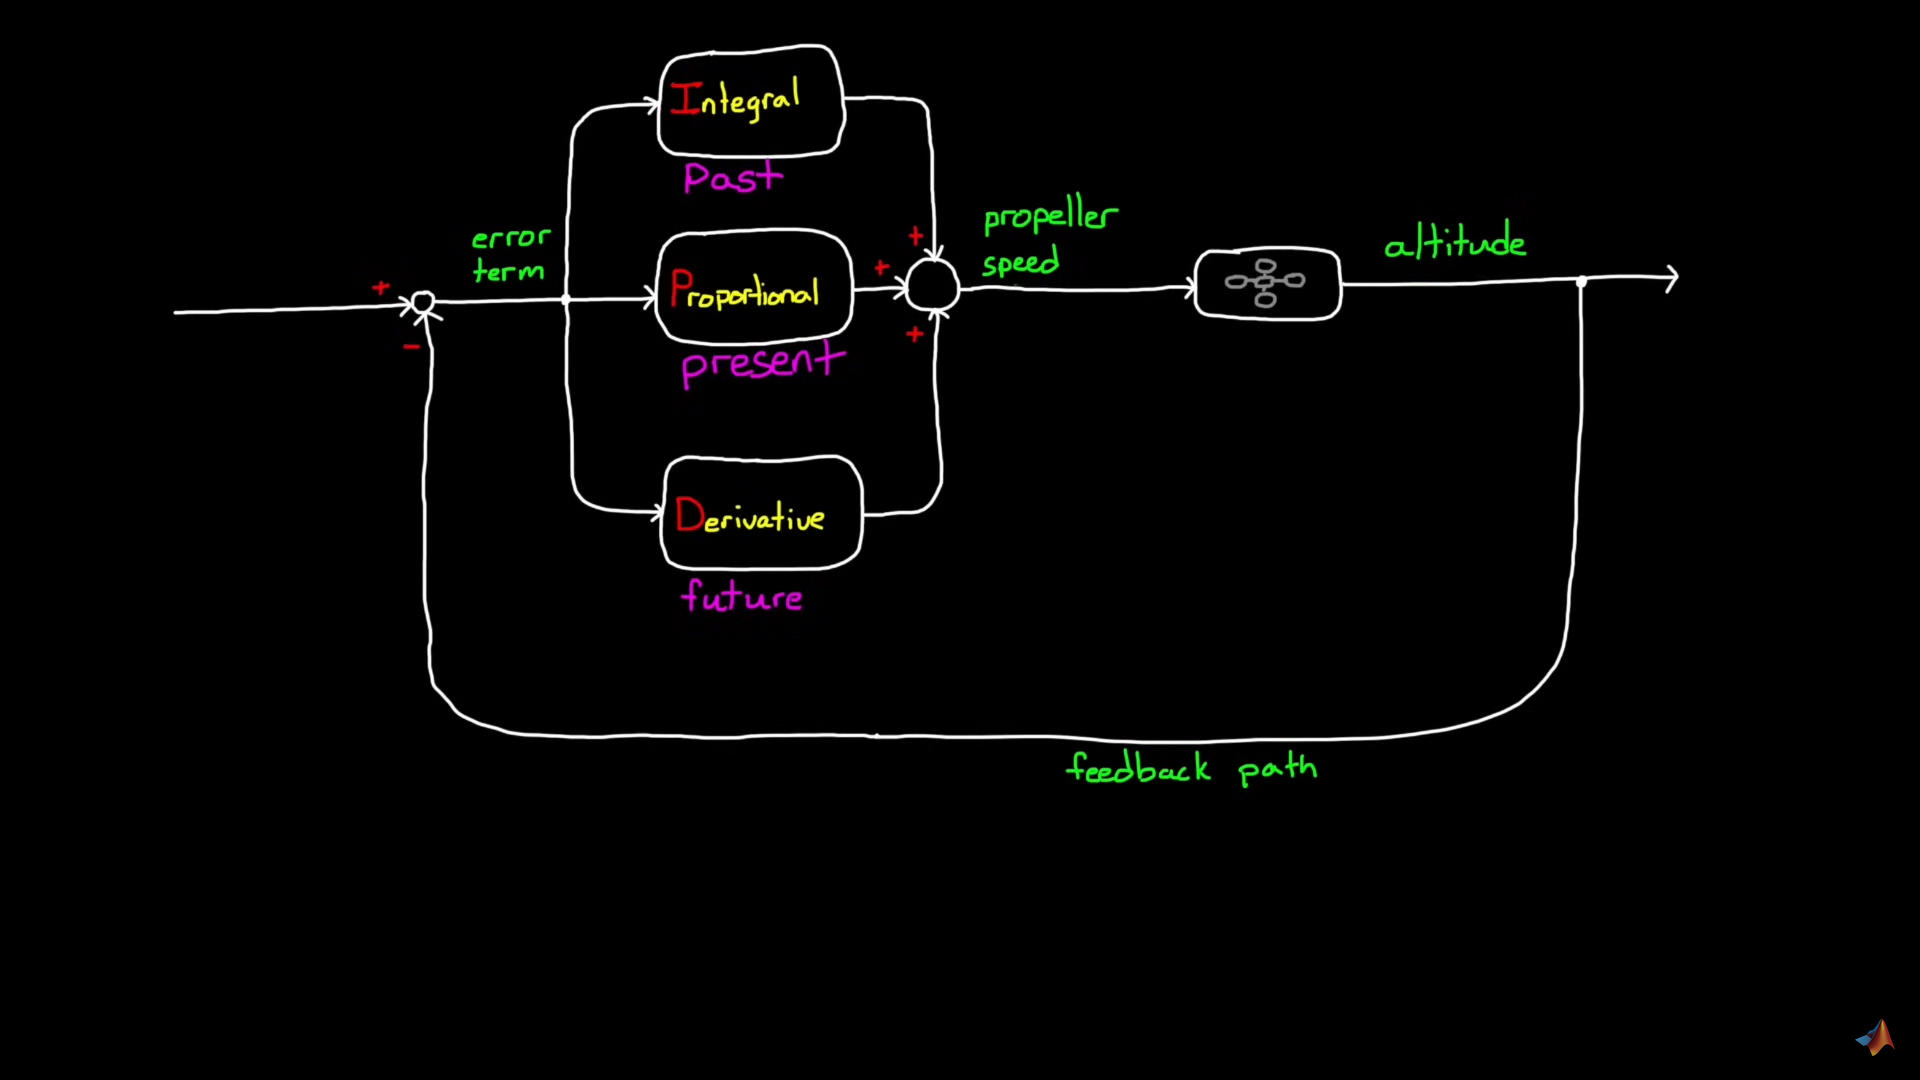 Integral
Past
propeller
speed
altitude
error
term
+
+
+
Proportional
-
+
present
Derivative
future
feedback path